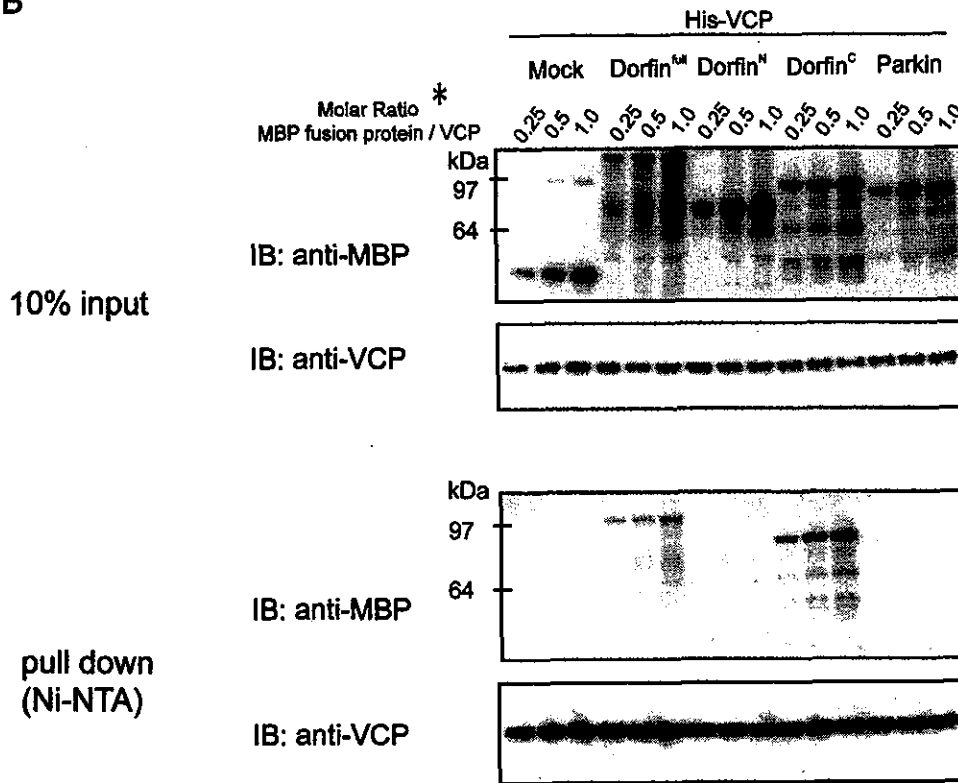 B
His-VCP
Mock Dorfin^full Dorfin^N Dorfin^C Parkin
Molar Ratio *
MBP fusion protein / VCP
0.25 0.5 1.0 0.25 0.5 1.0 0.25 0.5 1.0 0.25 0.5 1.0 0.25 0.5 1.0
kDa
97
64
IB: anti-MBP
10% input
IB: anti-VCP
kDa
97
64
IB: anti-MBP
pull down
(Ni-NTA)
IB: anti-VCP